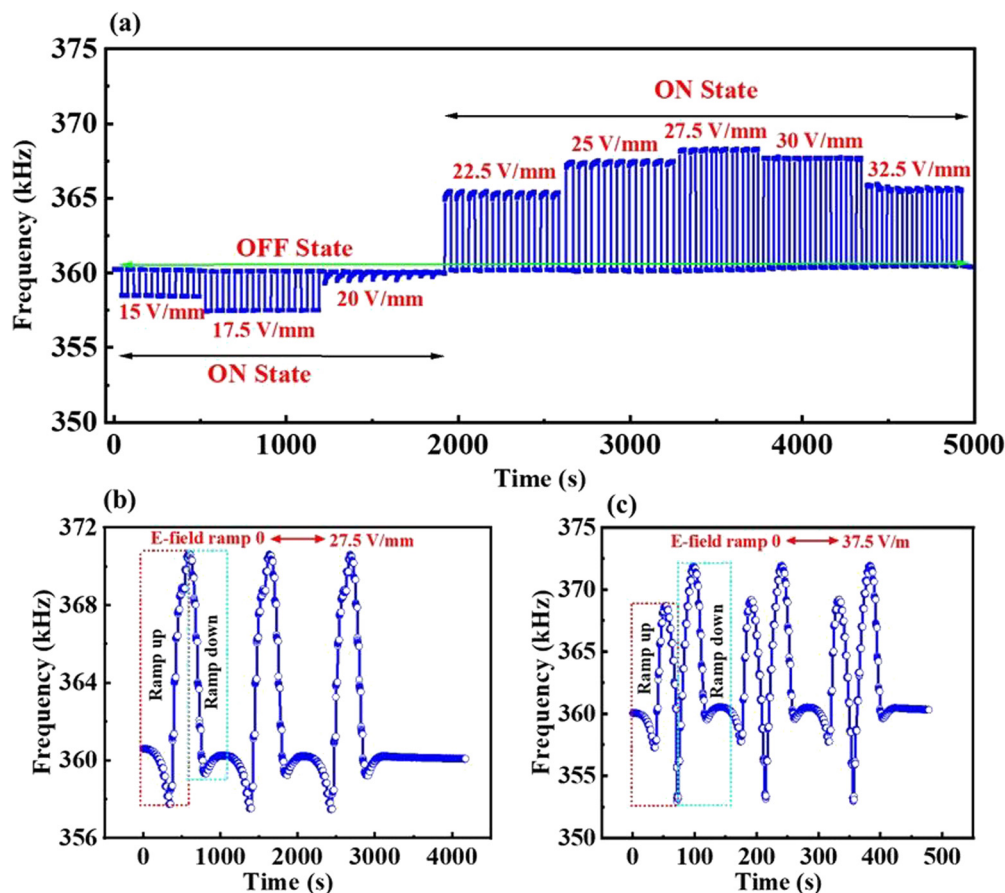 (a)
375
370
365
360
355
350
Frequency (kHz)
ON State
22.5 V/mm
25 V/mm
27.5 V/mm
30 V/mm
32.5 V/mm
OFF State
15 V/mm
17.5 V/mm
20 V/mm
ON State
0
1000
2000
3000
4000
5000
Time (s)
(b)
372
368
364
360
356
Frequency (kHz)
E-field ramp 0
27.5 V/mm
Ramp up
Ramp down
0
1000
2000
3000
4000
Time (s)
(c)
375
370
365
360
355
350
Frequency (kHz)
E-field ramp 0
37.5 V/m
Ramp up
Ramp down
0
100
200
300
400
500
Time (s)